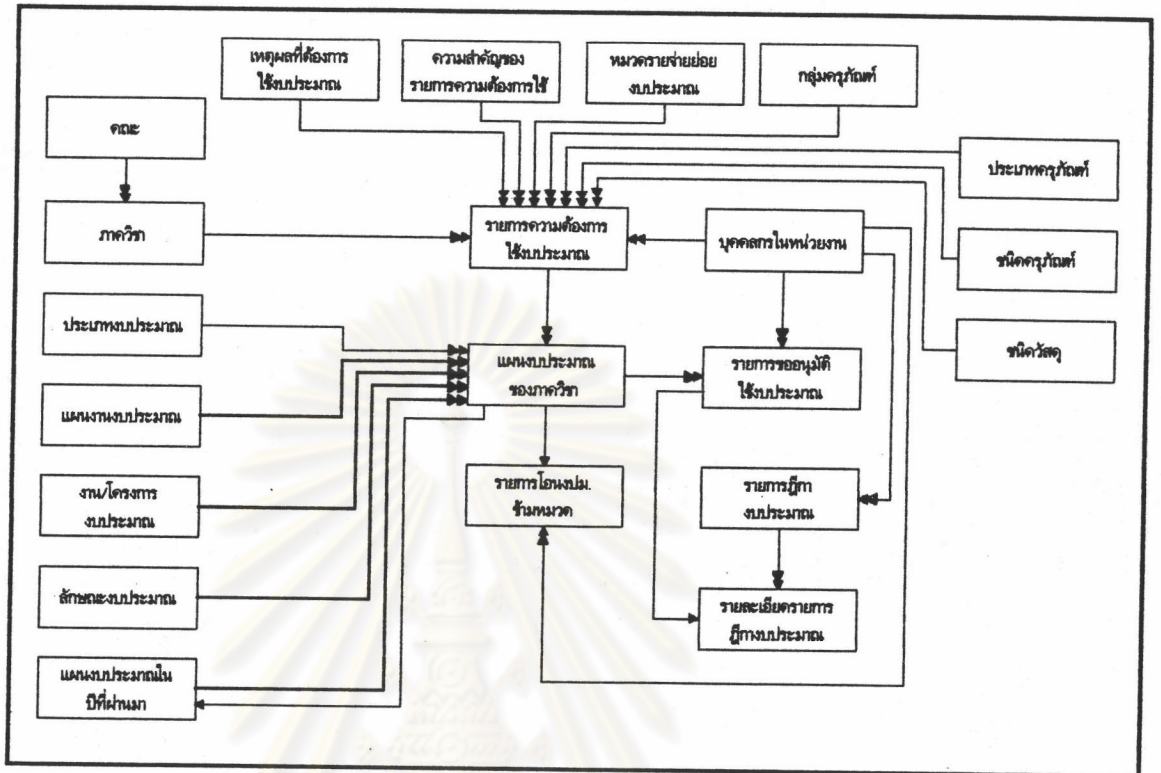 เหตุผลที่ต้องการ
ใช้งบประมาณ
ความสำคัญของ
รายการความต้องการใช้
หมวดรายจ่ายย่อย
งบประมาณ
กลุ่มครุภัณฑ์
คณะ
ประเภทครุภัณฑ์
ภาควิชา
รายการความต้องการ
ใช้งบประมาณ
บุคคลกรในหน่วยงาน
ชนิดครุภัณฑ์
ประเภทงบประมาณ
แผนงบประมาณ
ของภาควิชา
รายการขออนุมัติ
ใช้งบประมาณ
ชนิดวัสดุ
แผนงานงบประมาณ
งาน/โครงการ
งบประมาณ
รายการโอนงปม.
ข้ามหมวด
รายการฎีกา
งบประมาณ
ลักษณะงบประมาณ
รายละเอียดรายการ
ฎีกางบประมาณ
แผนงบประมาณใน
ปีที่ผ่านมา